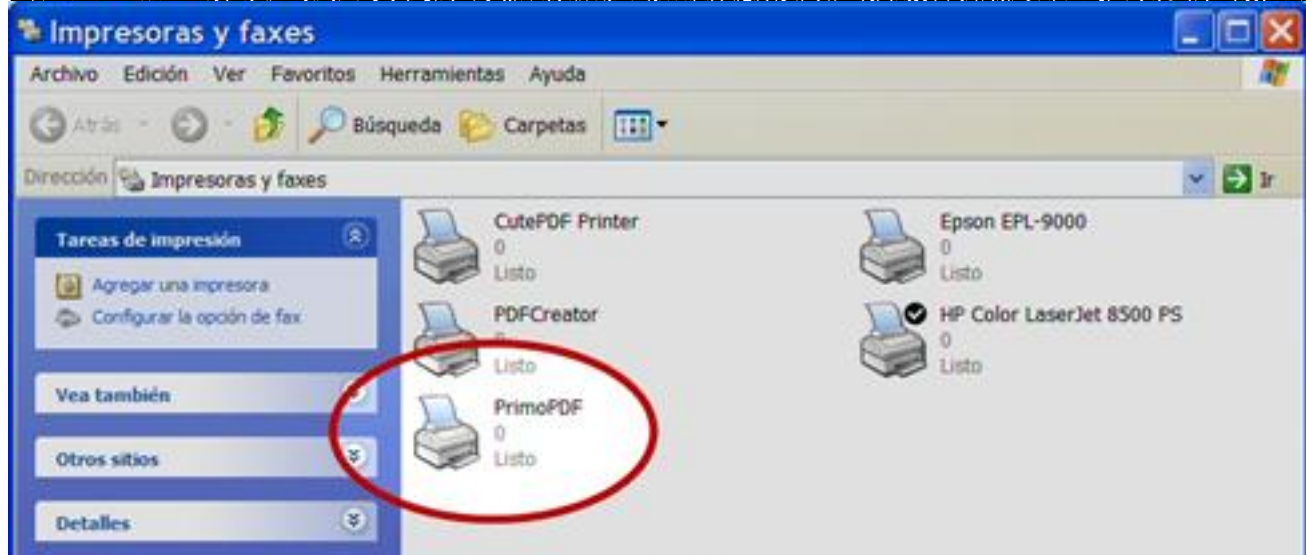 Impresoras y faxes
Archivo Edición Ver Favoritos Herramientas Ayuda
Atrás Búsqueda Carpetas
Dirección Impresoras y faxes Ir
Tareas de impresión
Agregar una impresora
Configurar la opción de fax
Vea también
Otros sitios
Detalles
CutePDF Printer
0
Listo
Epson EPL-9000
0
Listo
PDFCreator
0
Listo
HP Color LaserJet 8500 PS
0
Listo
PrimoPDF
0
Listo